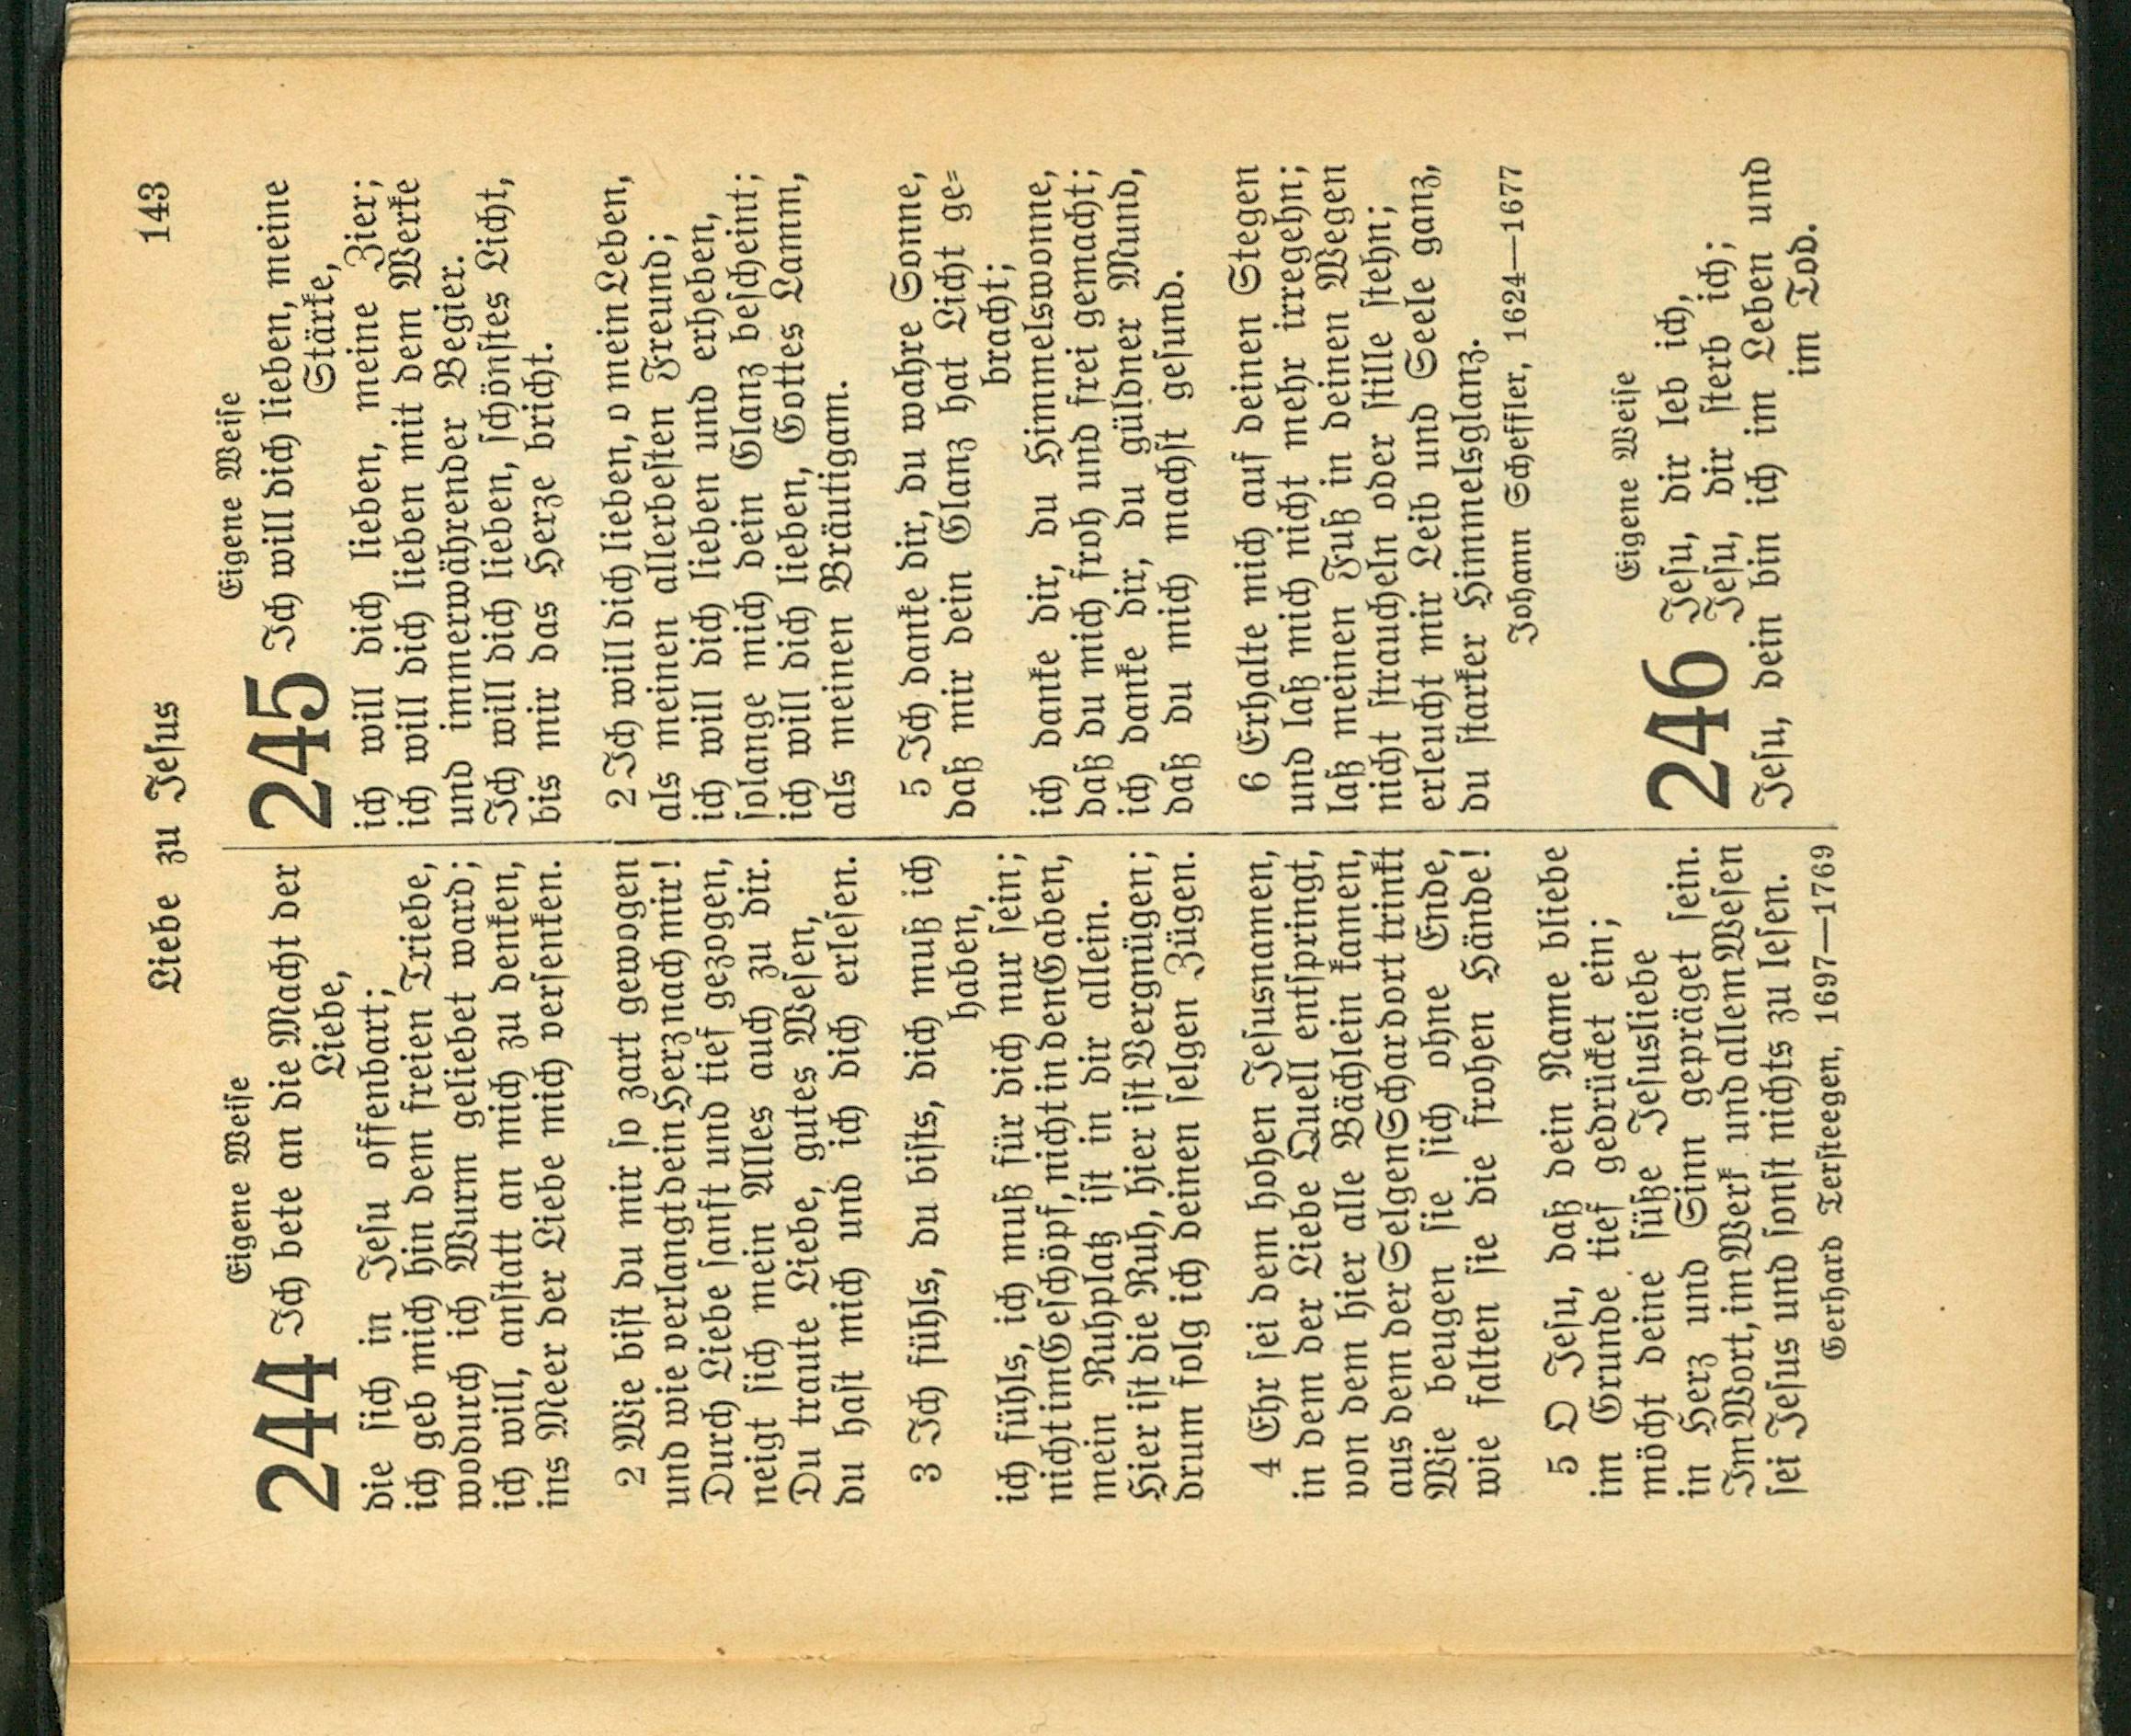 Liebe zu Jesus 143
Eigene Weise
244 Ich bete an die Macht der
Liebe,
die sich in Jesu offenbart;
ich geb mich hin dem freien Triebe,
wodurch ich Wurm geliebet ward;
ich will, anstatt an mich zu denken,
ins Meer der Liebe mich versenken.
2 Wie bist du mir so zart gewogen
und wie verlangt dein Herz nach mir!
Durch Liebe sanft und tief gezogen,
neigt sich mein Alles auch zu dir.
Du traute Liebe, gutes Wesen,
du hast mich und ich dich erlesen.
3 Ich fühls, du bists, dich muß ich
haben,
ich fühls, ich muß für dich nur sein;
nicht im Geschöpf, nicht in den Gaben,
mein Ruhplatz ist in dir allein.
Hier ist die Ruh, hier ist Vergnügen;
drum folg ich deinen selgen Zügen.
4 Ehr sei dem hohen Jesusnamen,
in dem der Liebe Quell entspringt,
von dem hier alle Bächlein kamen,
aus dem der Selgen Schar dort trinkt
Wie beugen sie sich ohne Ende,
wie falten sie die frohen Hände!
5 O Jesu, daß dein Name bliebe
im Grunde tief gedrücket ein;
möcht deine süße Jesusliebe
in Herz und Sinn gepräget sein.
Im Wort, im Werk und allem Wesen
sei Jesus und sonst nichts zu lesen.
Gerhard Tersteegen, 1697—1769
Eigene Weise
245 Ich will dich lieben, meine
Stärke,
ich will dich lieben, meine Zier;
ich will dich lieben mit dem Werke
und immerwährender Begier.
Ich will dich lieben, schönstes Licht,
bis mir das Herze bricht.
2 Ich will dich lieben, o mein Leben,
als meinen allerbesten Freund;
ich will dich lieben und erheben,
solange mich dein Glanz bescheint;
ich will dich lieben, Gottes Lamm,
als meinen Bräutigam.
5 Ich danke dir, du wahre Sonne,
daß mir dein Glanz hat Licht ge=
bracht;
ich danke dir, du Himmelswonne,
daß du mich froh und frei gemacht;
ich danke dir, du güldner Mund,
daß du mich machst gesund.
6 Erhalte mich auf deinen Stegen
und laß mich nicht mehr irregehn;
laß meinen Fuß in deinen Wegen
nicht straucheln oder stille stehn;
erleucht mir Leib und Seele ganz,
du starker Himmelsglanz.
Johann Scheffler, 1624—1677
Eigene Weise
246 Jesu, dir leb ich,
Jesu, dir sterb ich;
Jesu, dein bin ich im Leben und
im Tod.